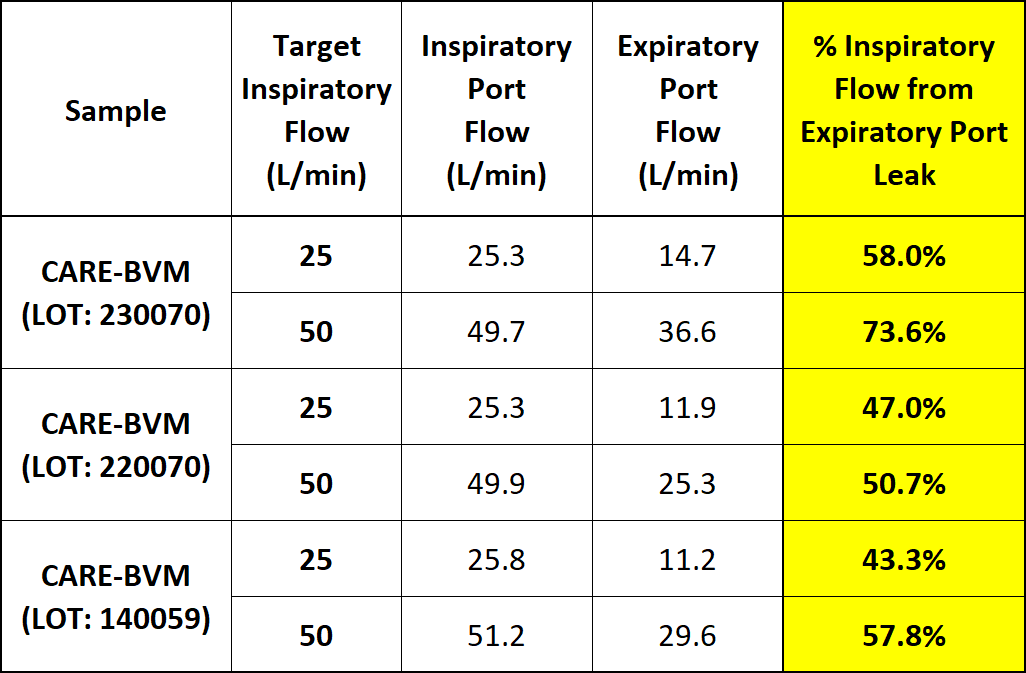 Sample
Target
Inspiratory
Flow
(L/min)
Inspiratory
Port
Flow
(L/min)
Expiratory
Port
Flow
(L/min)
% Inspiratory
Flow from
Expiratory Port
Leak
CARE-BVM
(LOT: 230070)
25
25.3
14.7
58.0%
50
49.7
36.6
73.6%
CARE-BVM
(LOT: 220070)
25
25.3
11.9
47.0%
50
49.9
25.3
50.7%
CARE-BVM
(LOT: 140059)
25
25.8
11.2
43.3%
50
51.2
29.6
57.8%